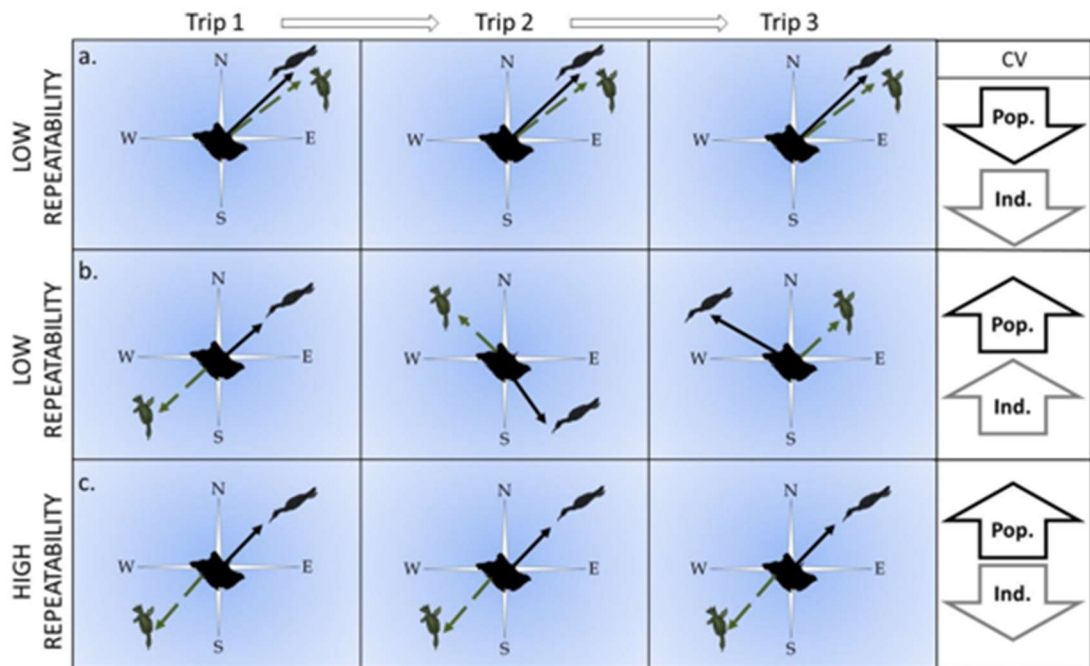 Trip 1 Trip 2 Trip 3
LOW REPEATABILITY
a.
N
W E
S
N
W E
S
N
W E
S
CV
Pop.
Ind.
LOW REPEATABILITY
b.
N
W E
S
N
W E
S
N
W E
S
Pop.
Ind.
HIGH REPEATABILITY
c.
N
W E
S
N
W E
S
N
W E
S
Pop.
Ind.